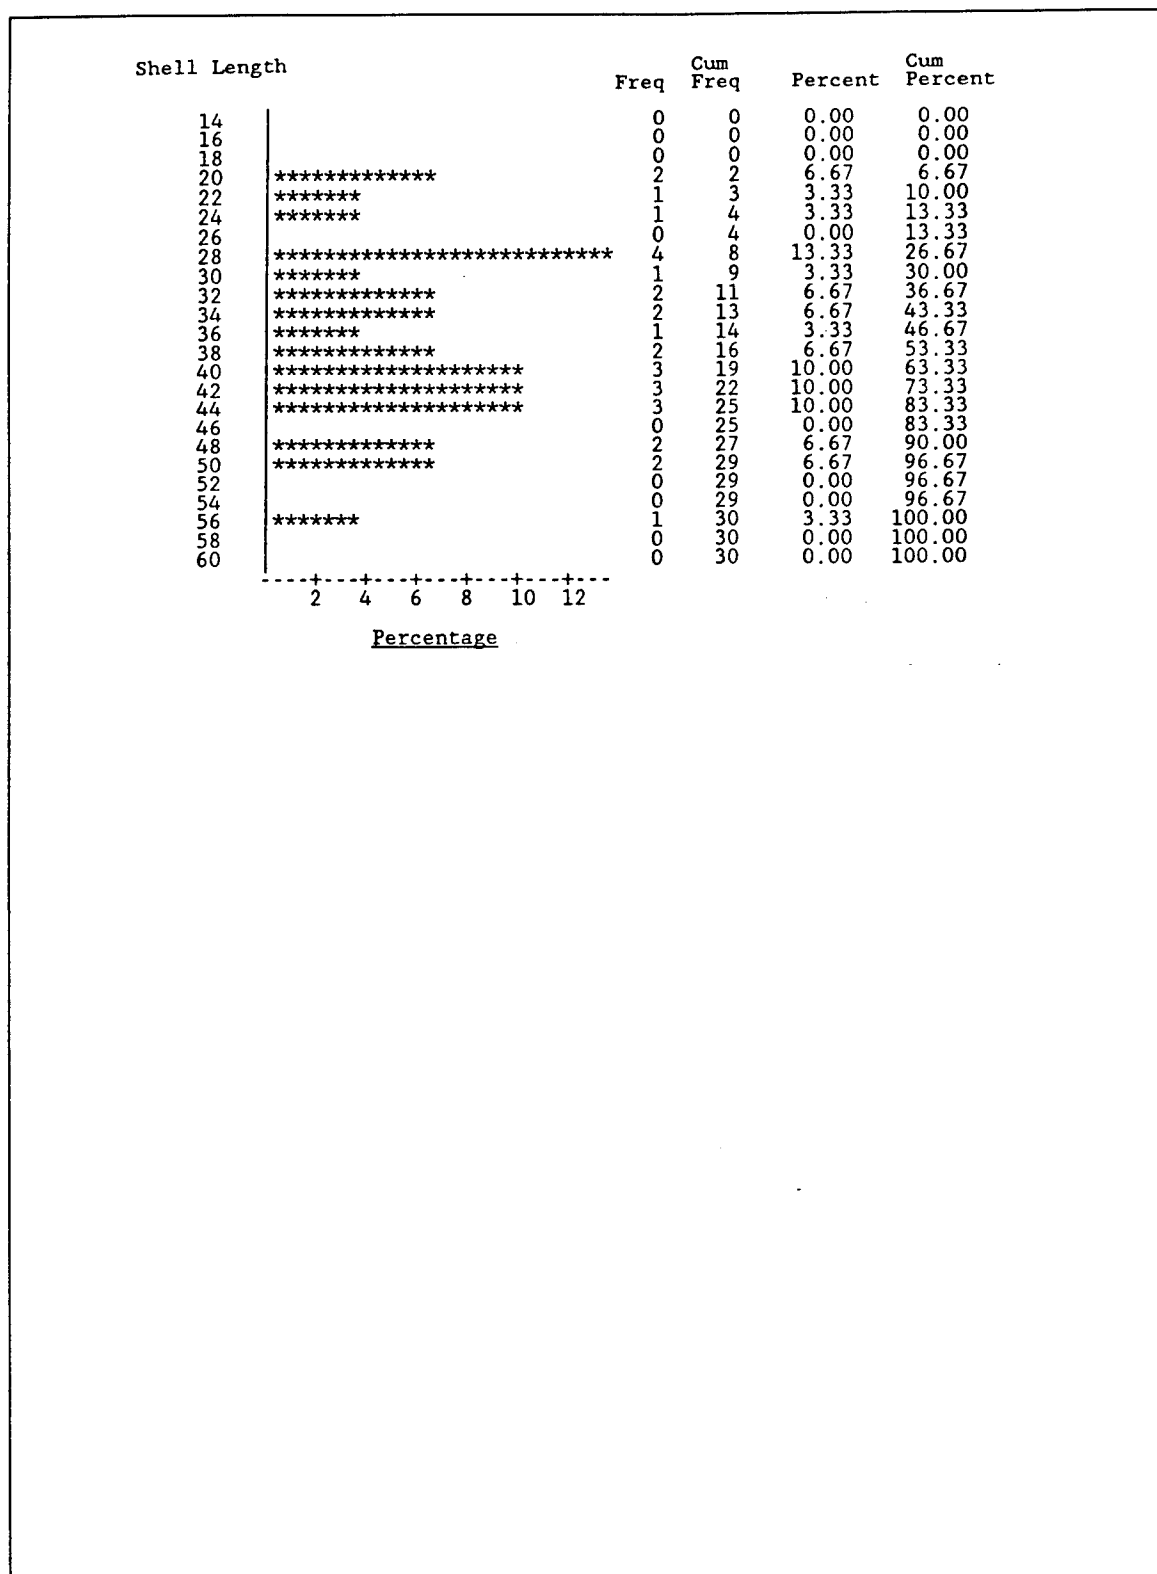 Shell Length Freq Cum Freq Percent Cum Percent
14 0 0 0.00 0.00
16 0 0 0.00 0.00
18 0 0 0.00 0.00
20 ************* 2 2 6.67 6.67
22 ******* 1 3 3.33 10.00
24 ******* 1 4 3.33 13.33
26 0 4 0.00 13.33
28 *************************** 4 8 13.33 26.67
30 ******* 1 9 3.33 30.00
32 ************* 2 11 6.67 36.67
34 ************* 2 13 6.67 43.33
36 ******* 1 14 3.33 46.67
38 ************* 2 16 6.67 53.33
40 ******************** 3 19 10.00 63.33
42 ******************** 3 22 10.00 73.33
44 ******************** 3 25 10.00 83.33
46 0 25 0.00 83.33
48 ************* 2 27 6.67 90.00
50 ************* 2 29 6.67 96.67
52 0 29 0.00 96.67
54 0 29 0.00 96.67
56 ******* 1 30 3.33 100.00
58 0 30 0.00 100.00
60 0 30 0.00 100.00
----+---+---+---+---+---+---
2 4 6 8 10 12
Percentage